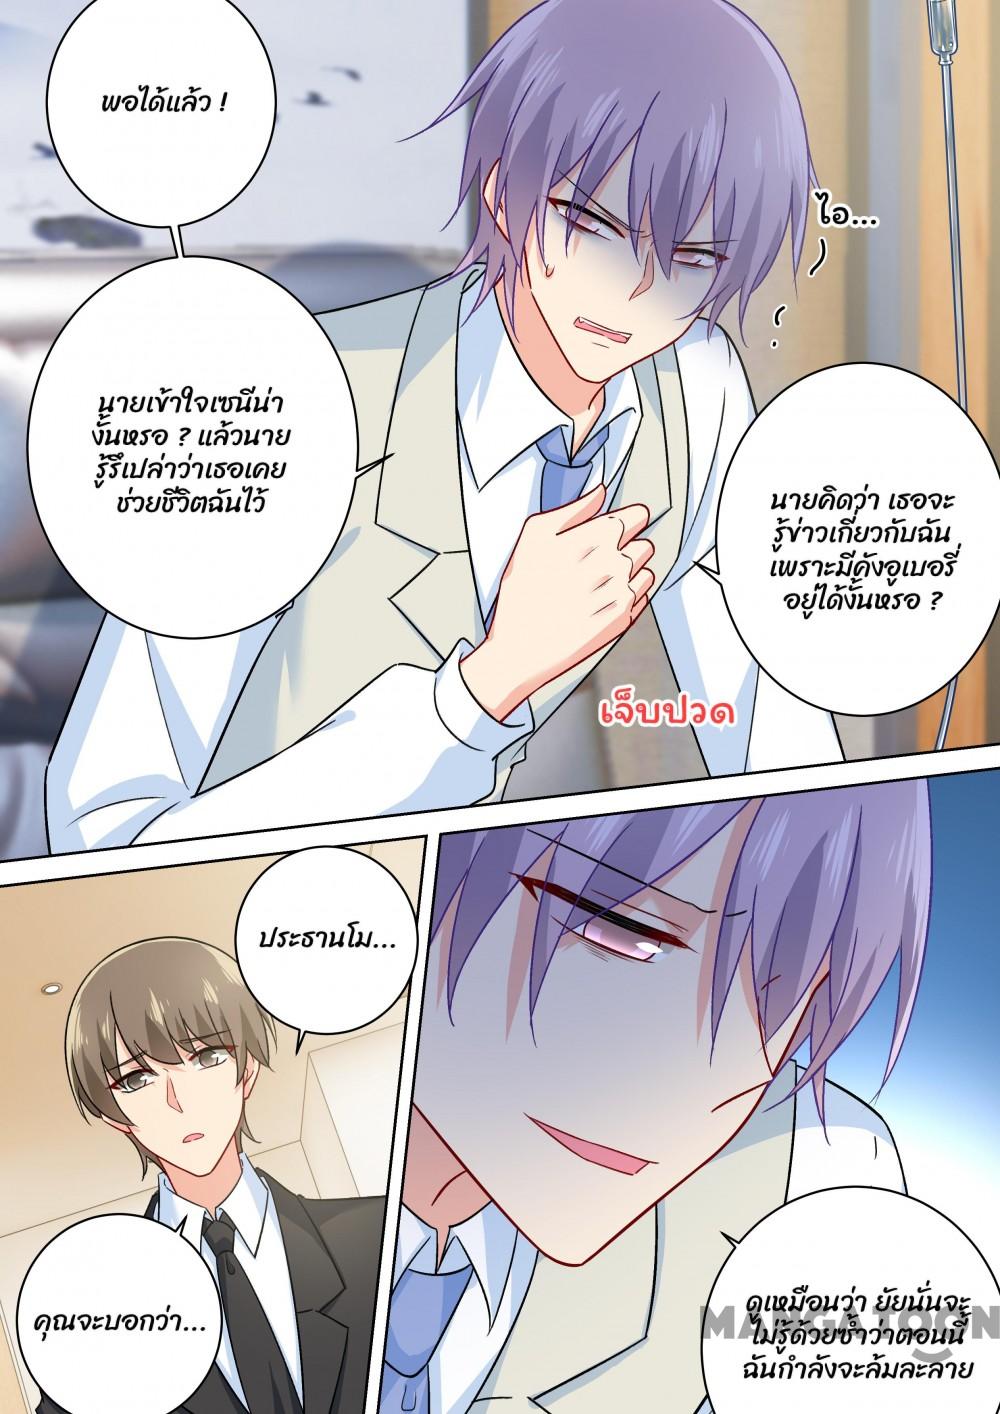 พอได้แล้ว !
ไอ...
นายเข้าใจเซนีน่า
งั้นหรอ ? แล้วนาย
รู้รึเปล่าว่าเธอเคย
ช่วยชีวิตฉันไว้
นายคิดว่า เธอจะ
รู้ข่าวเกี่ยวกับฉัน
เพราะมีคังอูเบอรี่
อยู่ได้งั้นหรอ ?
เจ็บปวด
ประธานโม...
คุณจะบอกว่า...
ดูเหมือนว่า ยัยนั่นจะ
ไม่รู้ด้วยซ้ำว่าตอนนี้
ฉันกำลังจะล้มละลาย
MANGATOON